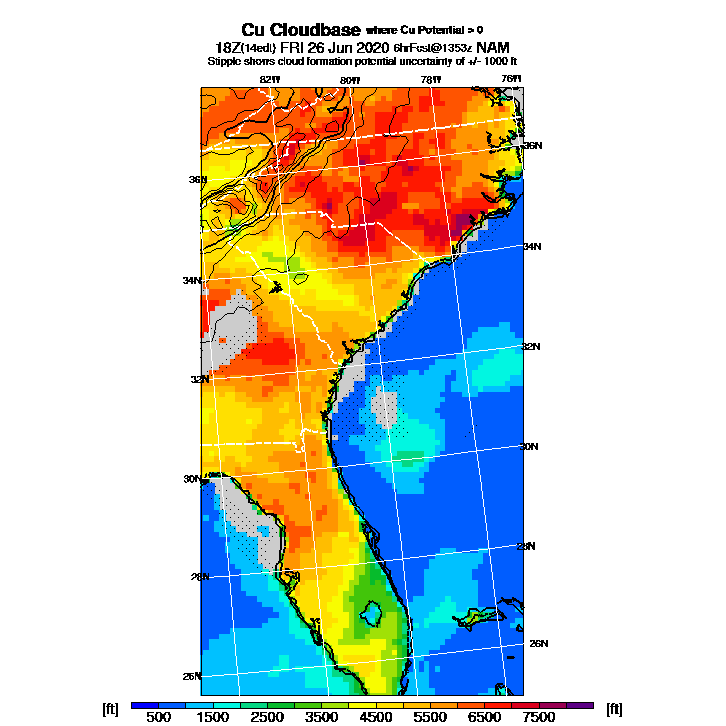 Cu Cloudbase where Cu Potential > 0
18Z(14edt) FRI 26 Jun 2020 6hrFcst@1353z NAM
Stipple shows cloud formation potential uncertainty of +/- 1000 ft
82W 80W 78W 76W
36N
36N
34N
34N
32N
32N
30N
30N
28N
28N
26N
26N
[ft] 500 1500 2500 3500 4500 5500 6500 7500 [ft]